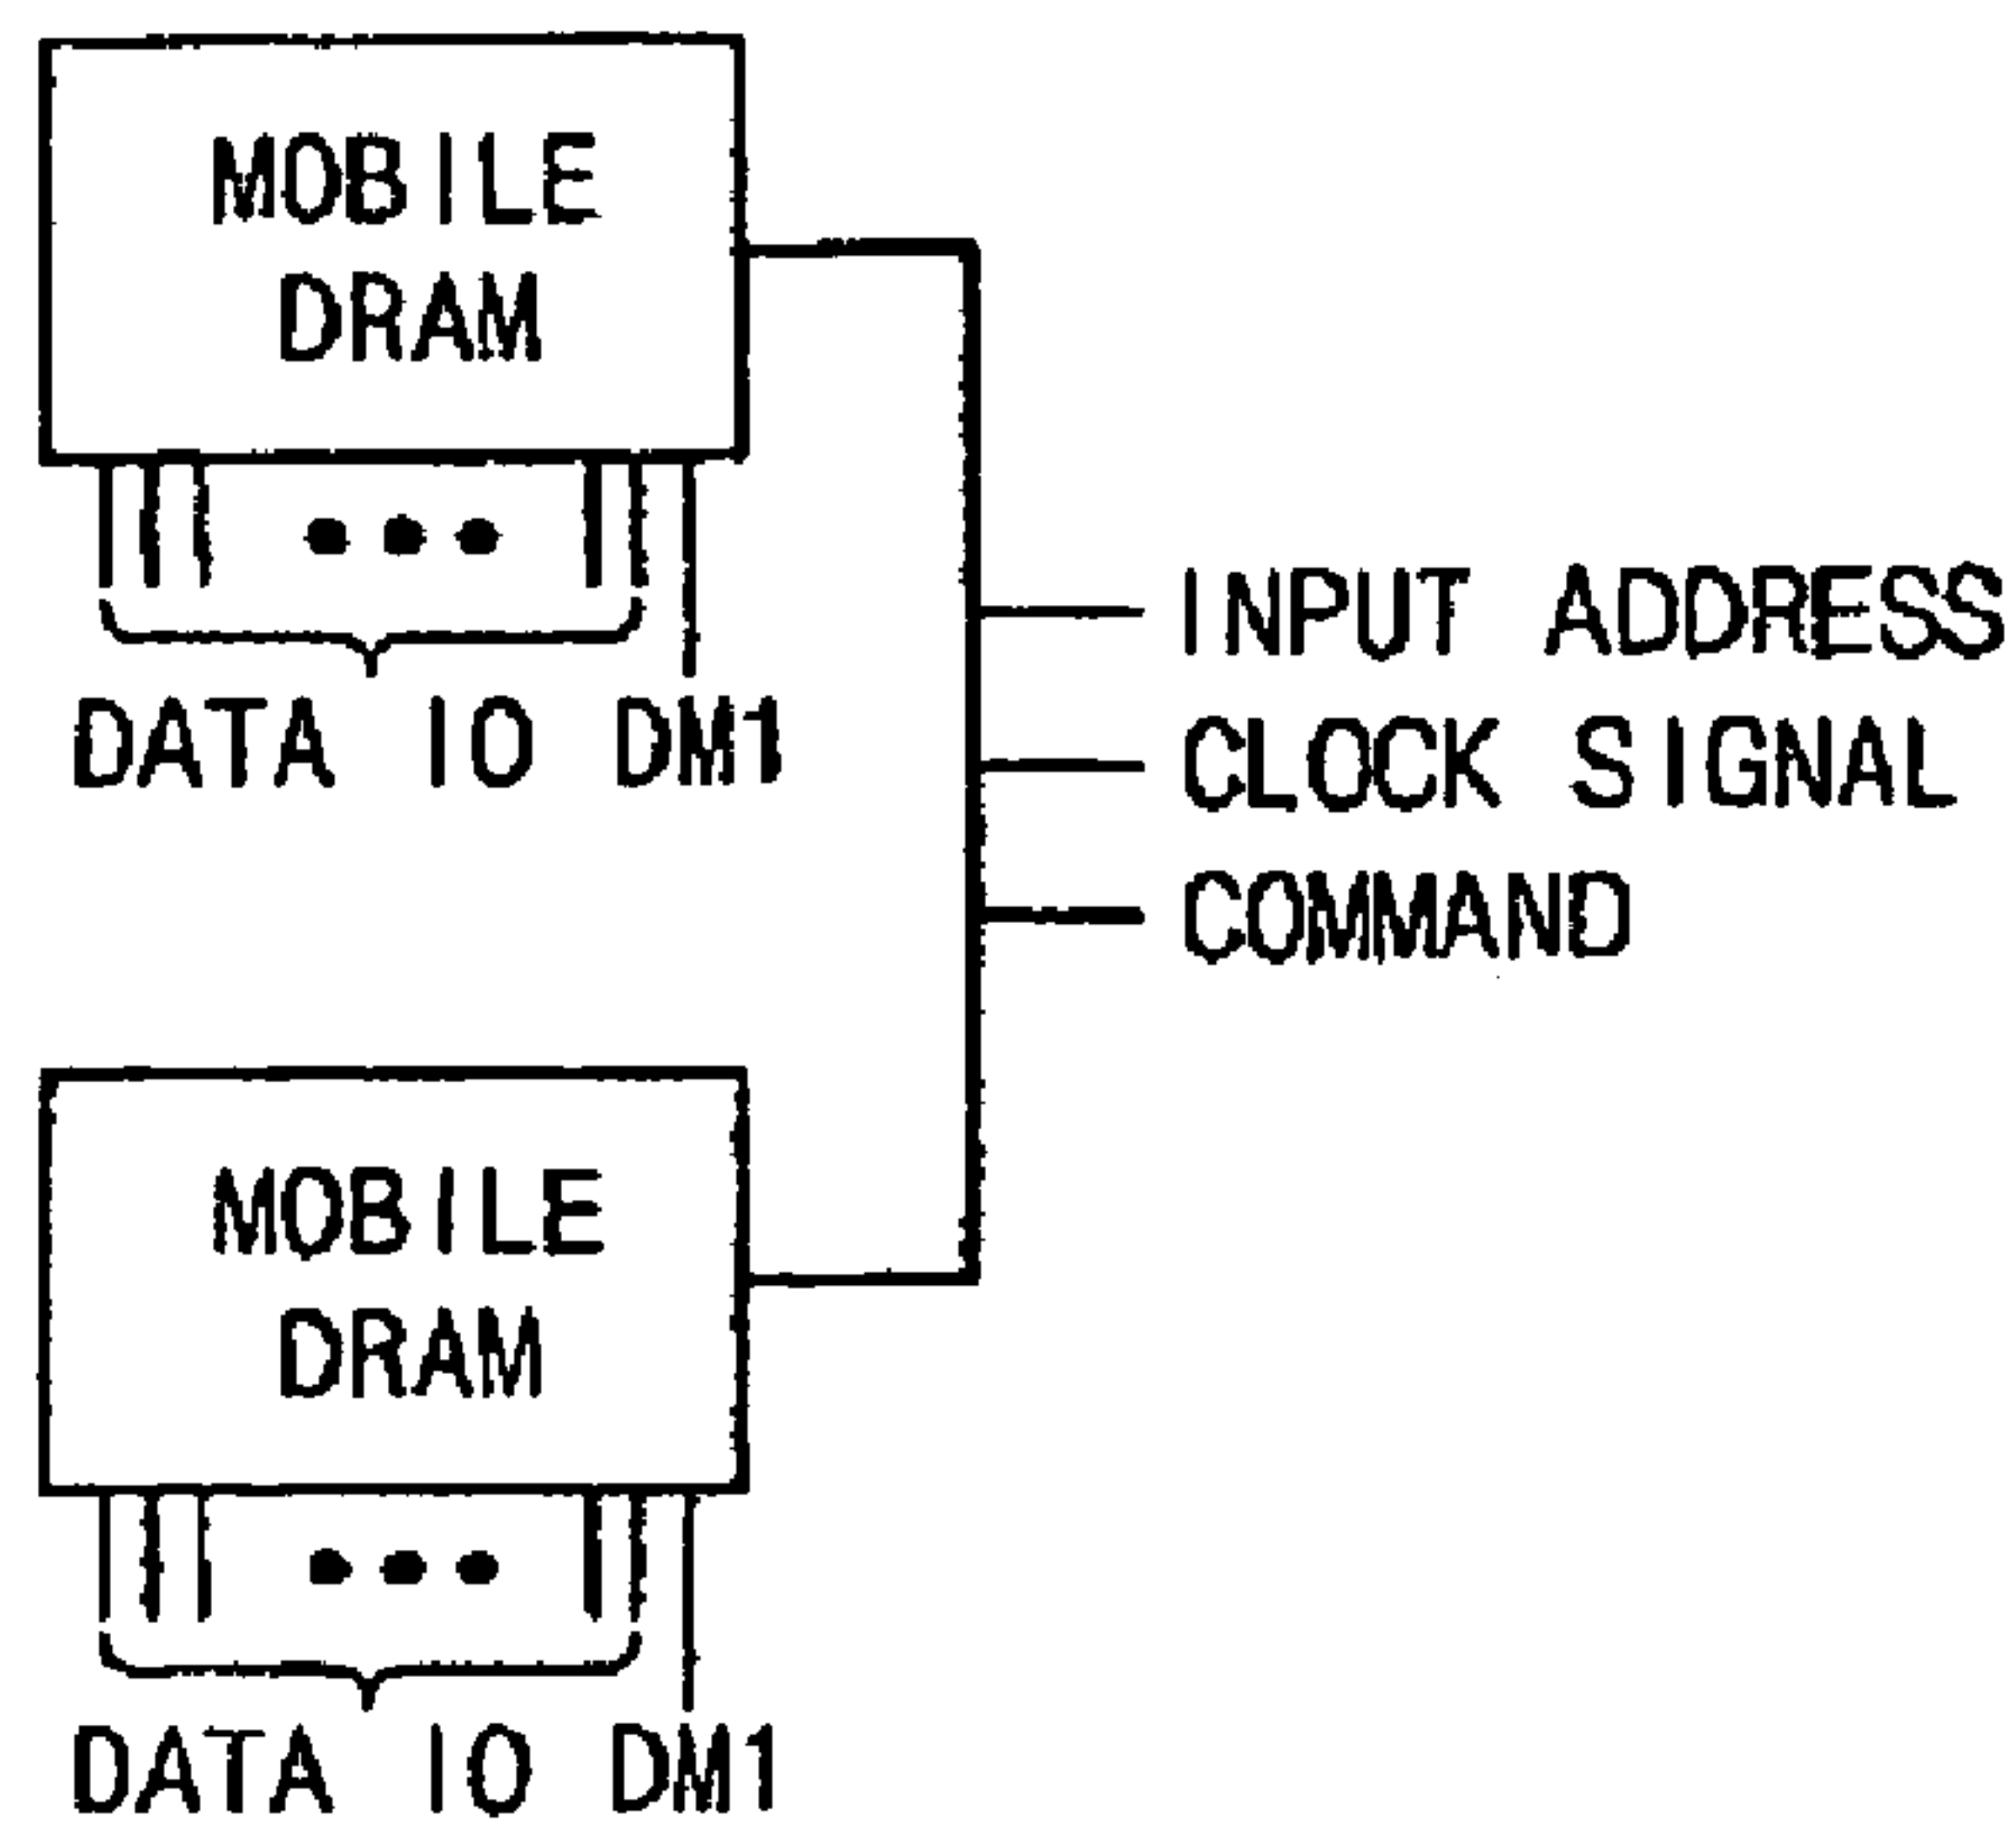 MOBILE
DRAM
DATA IO DM1
INPUT ADDRESS
CLOCK SIGNAL
COMMAND
MOBILE
DRAM
DATA IO DM1